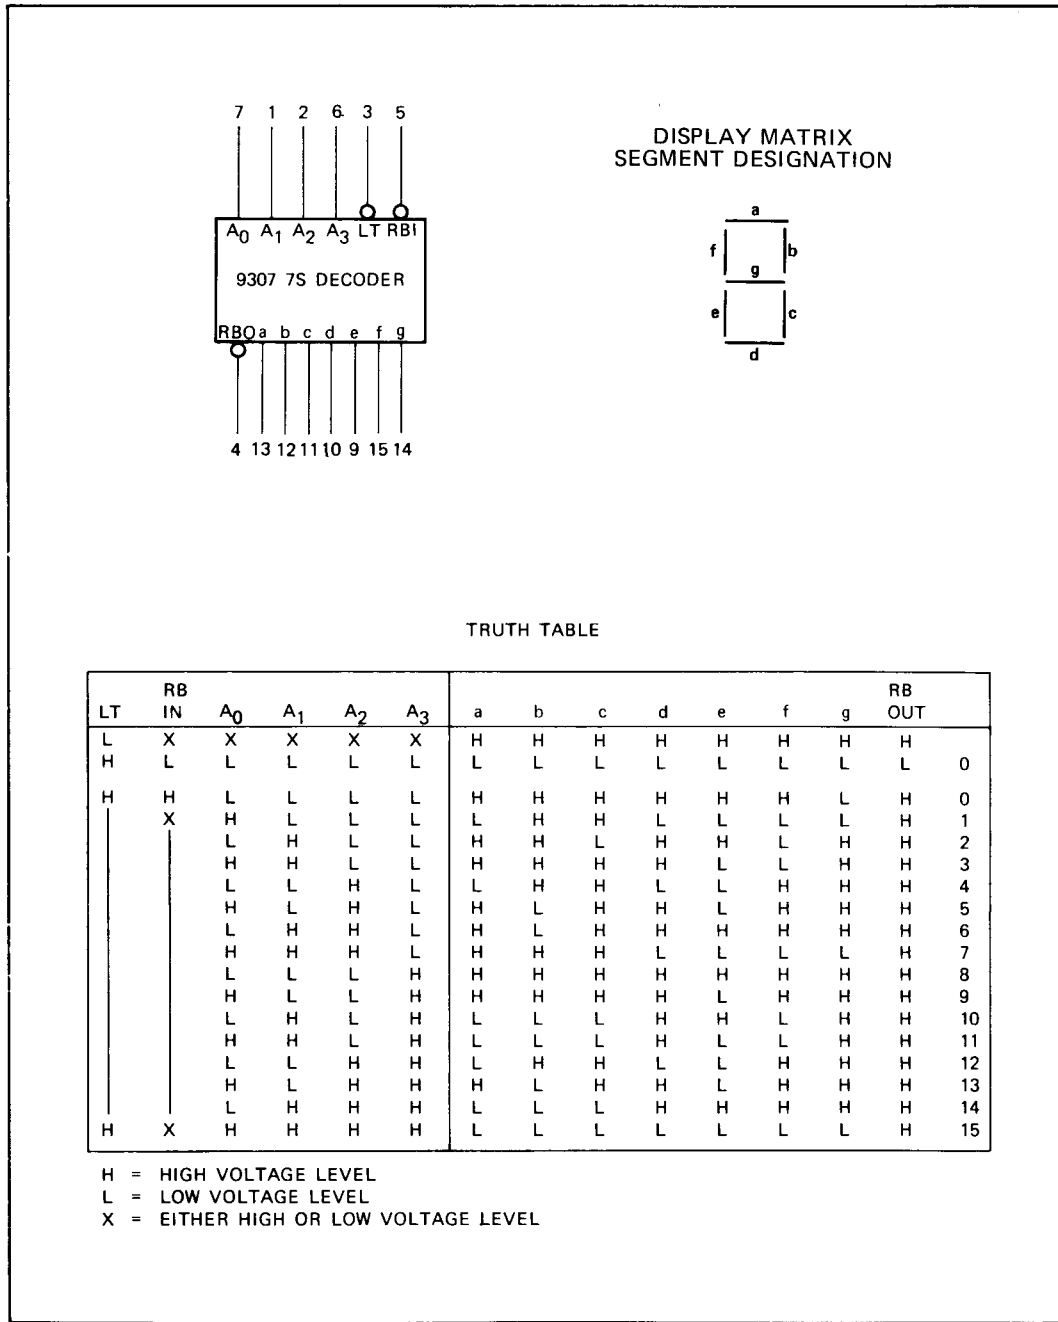 7 1 2 6 3 5
DISPLAY MATRIX
SEGMENT DESIGNATION
A0 A1 A2 A3 LT RBI
9307 7S DECODER
RBO a b c d e f g
4 13 12 11 10 9 15 14
a
f b
g
e c
d
TRUTH TABLE
RB RB
LT IN A0 A1 A2 A3 a b c d e f g OUT
L X X X X X H H H H H H H H
H L L L L L L L L L L L L L 0
H H L L L L H H H H H H L H 0
X H L L L L H H L L L L H 1
L H L L H H L H H L H H 2
H H L L H H H H L L H H 3
L L H L L H H L L H H H 4
H L H L H L H H L H H H 5
L H H L H L H H H H H H 6
H H H L H H H L L L L H 7
L L L H H H H H H H H H 8
H L L H H H H H L H H H 9
L H L H L L L H H L H H 10
H H L H L L L H L L H H 11
L L H H L H H L L H H H 12
H L H H H L H H L H H H 13
L H H H L L L H H H H H 14
H X H H H H L L L L L L L H 15
H = HIGH VOLTAGE LEVEL
L = LOW VOLTAGE LEVEL
X = EITHER HIGH OR LOW VOLTAGE LEVEL